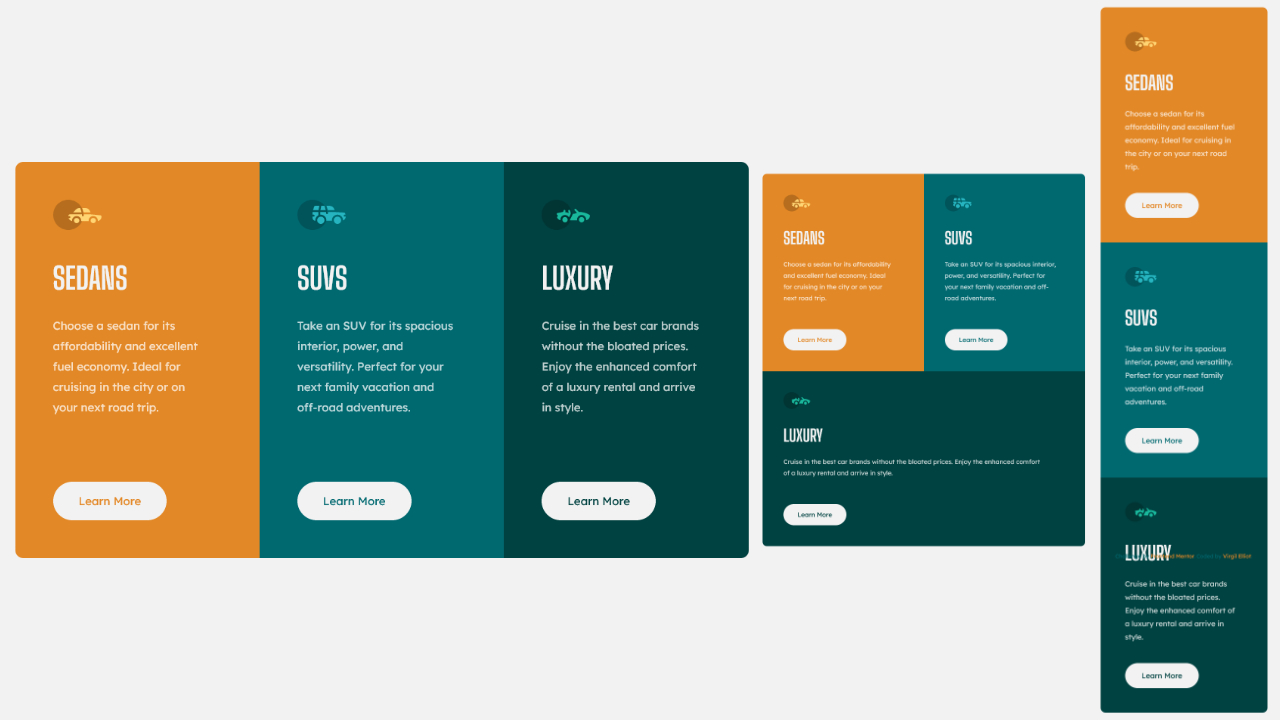 SEDANS
Choose a sedan for its
affordability and excellent
fuel economy. Ideal for
cruising in the city or on
your next road trip.
Learn More
SUVS
Take an SUV for its spacious
interior, power, and
versatility. Perfect for your
next family vacation and
off-road adventures.
Learn More
LUXURY
Cruise in the best car brands
without the bloated prices.
Enjoy the enhanced comfort
of a luxury rental and arrive
in style.
Learn More
SEDANS
Choose a sedan for its affordability
and excellent fuel economy. Ideal
for cruising in the city or on your
next road trip.
Learn More
SUVS
Take an SUV for its spacious interior,
power, and versatility. Perfect for
your next family vacation and off-
road adventures.
Learn More
LUXURY
Cruise in the best car brands without the bloated prices. Enjoy the enhanced comfort
of a luxury rental and arrive in style.
Learn More
SEDANS
Choose a sedan for its
affordability and excellent fuel
economy. Ideal for cruising in
the city or on your next road
trip.
Learn More
SUVS
Take an SUV for its spacious
interior, power, and versatility.
Perfect for your next family
vacation and off-road
adventures.
Learn More
LUXURY
Mentor Coded by Virgil Elliot
Cruise in the best car brands
without the bloated prices.
Enjoy the enhanced comfort of
a luxury rental and arrive in
style.
Learn More